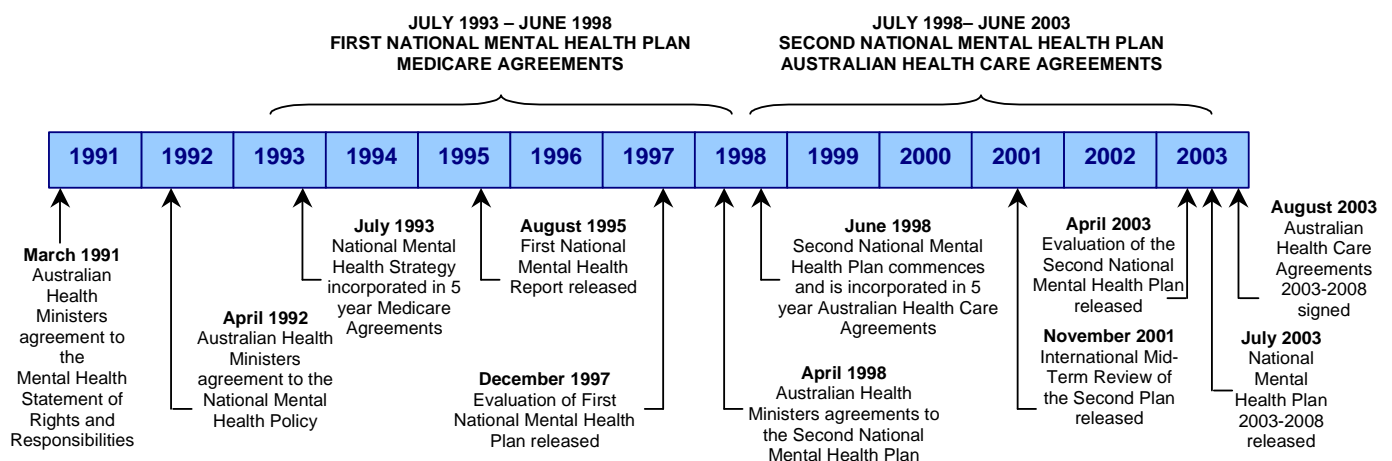 JULY 1993 – JUNE 1998
FIRST NATIONAL MENTAL HEALTH PLAN
MEDICARE AGREEMENTS
JULY 1998– JUNE 2003
SECOND NATIONAL MENTAL HEALTH PLAN
AUSTRALIAN HEALTH CARE AGREEMENTS
1991 1992 1993 1994 1995 1996 1997 1998 1999 2000 2001 2002 2003
March 1991
Australian
Health
Ministers
agreement to
the
Mental Health
Statement of
Rights and
Responsibilities
April 1992
Australian Health
Ministers
agreement to the
National Mental
Health Policy
July 1993
National Mental
Health Strategy
incorporated in 5
year Medicare
Agreements
August 1995
First National
Mental Health
Report released
December 1997
Evaluation of First
National Mental Health
Plan released
June 1998
Second National Mental
Health Plan commences
and is incorporated in 5
year Australian Health Care
Agreements
April 1998
Australian Health
Ministers agreements to
the Second National
Mental Health Plan
April 2003
Evaluation of the
Second National
Mental Health Plan
released
November 2001
International Mid-
Term Review of
the Second Plan
released
August 2003
Australian
Health Care
Agreements
2003-2008
signed
July 2003
National
Mental
Health Plan
2003-2008
released